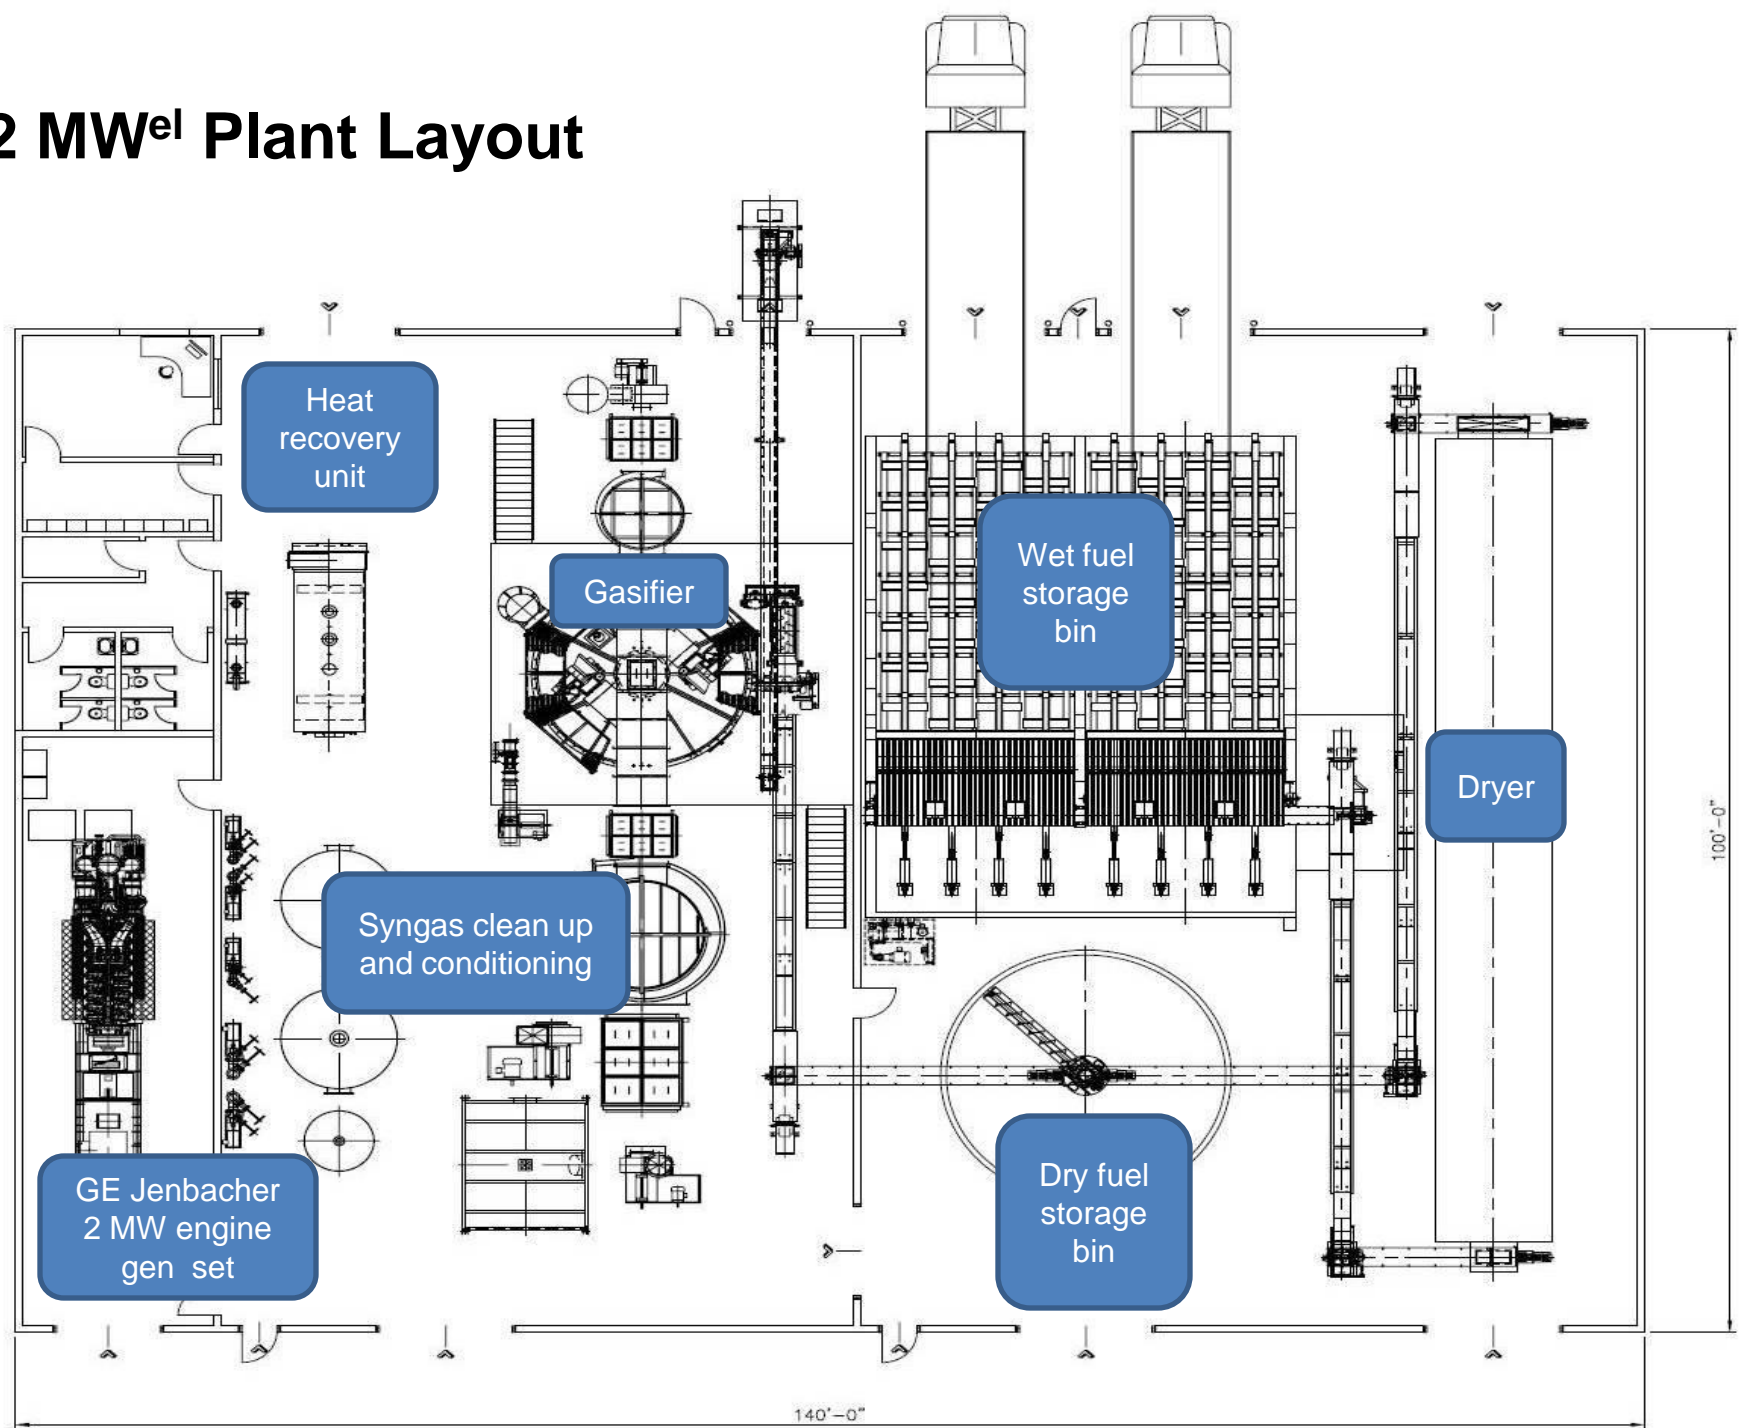 2 MWel Plant Layout
Heat
recovery
unit
Gasifier
Wet fuel
storage
bin
Dryer
100'-0"
Syngas clean up
and conditioning
GE Jenbacher
2 MW engine
gen set
Dry fuel
storage
bin
140'-0"